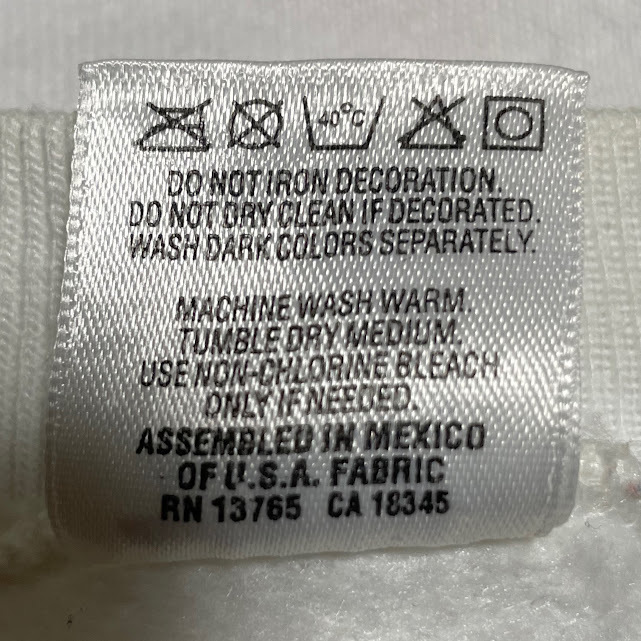 40°C
DO NOT IRON DECORATION.
DO NOT DRY CLEAN IF DECORATED.
WASH DARK COLORS SEPARATELY.
MACHINE WASH WARM.
TUMBLE DRY MEDIUM.
USE NON-CHLORINE BLEACH
ONLY IF NEEDED.
ASSEMBLED IN MEXICO
OF U.S.A. FABRIC
RN 13765 CA 18345